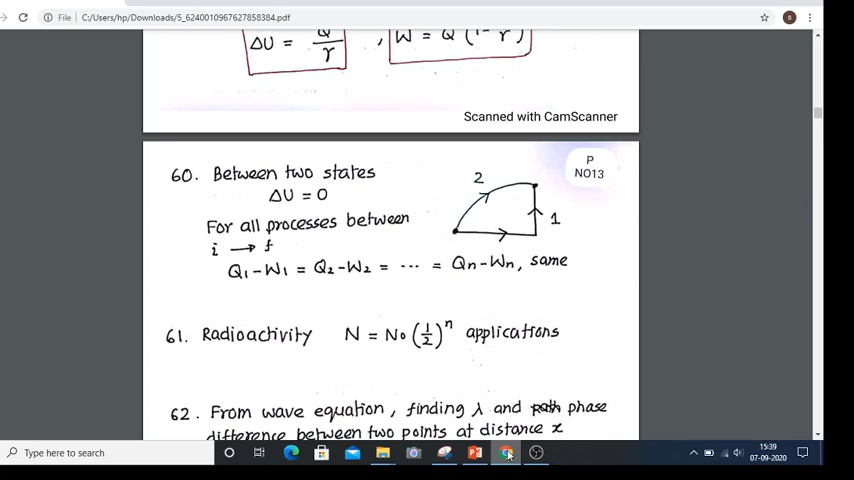 File
C:/Users/hp/Downloads/5_6240010967627858384.pdf
S
ΔU = Q/γ , W = Q (1 - γ)
Scanned with CamScanner
P
NO13
60. Between two states
ΔU = 0
For all processes between
i → f
Q1-W1 = Q2-W2 = ... = Qn-Wn, same
2
1
61. Radioactivity N = No (1/2)^n applications
62. From wave equation, finding λ and phase
difference between two points at distance x
Type here to search
15:39
07-09-2020